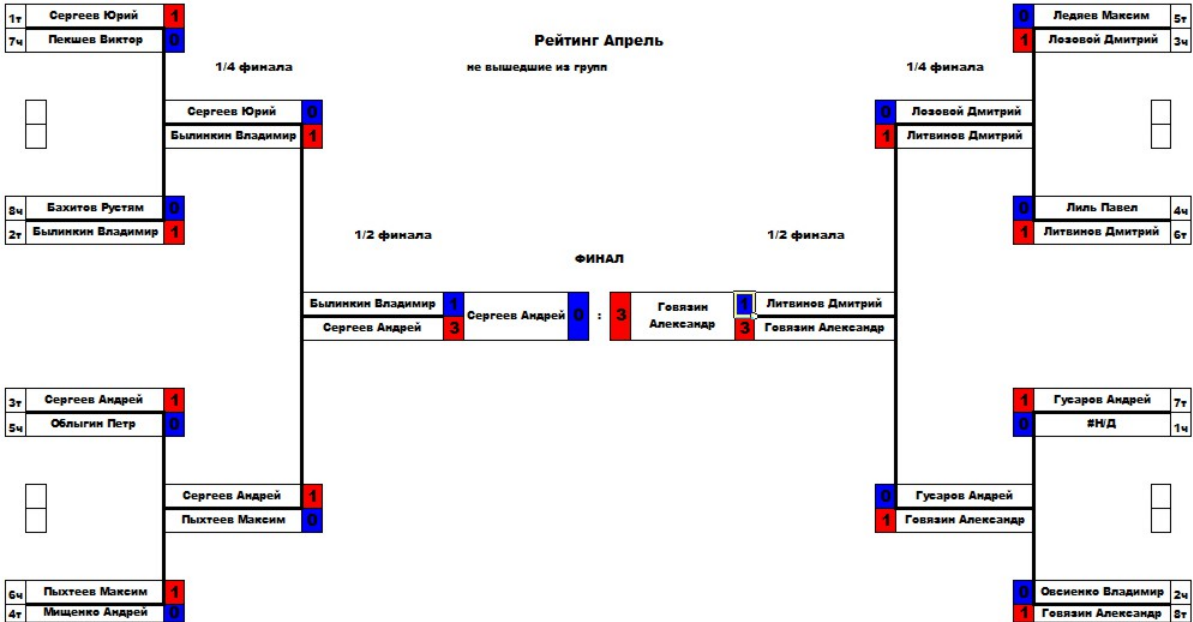 Рейтинг Апрель
не вышедшие из групп
1т Сергеев Юрий 1
7ч Пекшев Виктор 0
1/4 финала
Сергеев Юрий 0
Былинкин Владимир 1
8ч Бахитов Рустям 0
2т Былинкин Владимир 1
1/2 финала
Былинкин Владимир 1
Сергеев Андрей 3
3т Сергеев Андрей 1
5ч Облыгин Петр 0
Сергеев Андрей 1
Пыхтеев Максим 0
6ч Пыхтеев Максим 1
4т Мищенко Андрей 0
ФИНАЛ
Сергеев Андрей 0 : 3 Говязин
Александр
0 Ледяев Максим 5т
1 Лозовой Дмитрий 3ч
1/4 финала
0 Лозовой Дмитрий
1 Литвинов Дмитрий
0 Лиль Павел 4ч
1 Литвинов Дмитрий 6т
1/2 финала
1 Литвинов Дмитрий
3 Говязин Александр
1 Гусаров Андрей 7т
0 #Н/Д 1ч
0 Гусаров Андрей
1 Говязин Александр
0 Овсиенко Владимир 2ч
1 Говязин Александр 8т